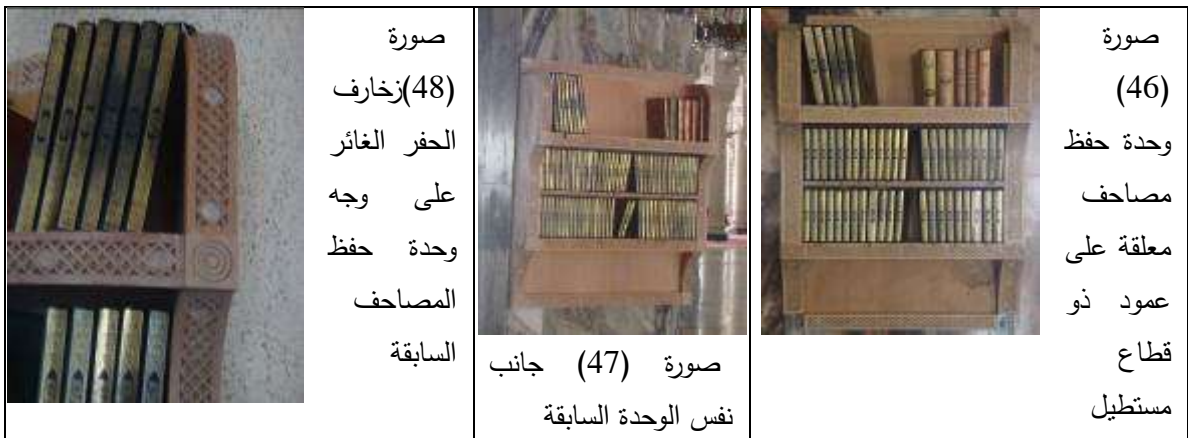 صورة
(46)
وحدة حفظ
مصاحف
معلقة على
عمود ذو
قطاع
مستطيل
صورة (47) جانب
نفس الوحدة السابقة
صورة
(48)زخارف
الحفر الغائر
على وجه
وحدة حفظ
المصاحف
السابقة